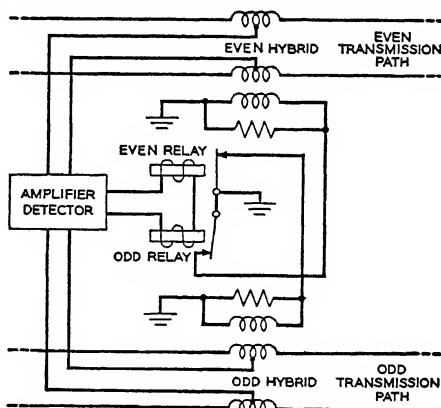 EVEN HYBRID
EVEN
TRANSMISSION
PATH
EVEN RELAY
AMPLIFIER
DETECTOR
ODD RELAY
ODD HYBRID
ODD
TRANSMISSION
PATH